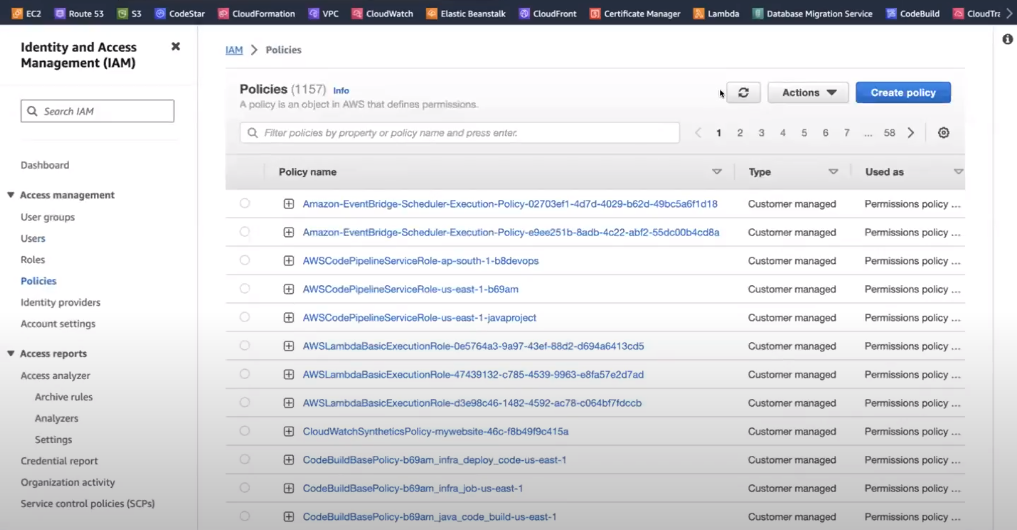 EC2 Route 53 S3 CodeStar CloudFormation VPC CloudWatch Elastic Beanstalk CloudFront Certificate Manager Lambda Database Migration Service CodeBuild CloudTra
Identity and Access
Management (IAM)
Search IAM
Dashboard
Access management
User groups
Users
Roles
Policies
Identity providers
Account settings
Access reports
Access analyzer
Archive rules
Analyzers
Settings
Credential report
Organization activity
Service control policies (SCPs)
IAM > Policies
Policies (1157) Info
A policy is an object in AWS that defines permissions.
Actions
Create policy
Filter policies by property or policy name and press enter.
1 2 3 4 5 6 7 ... 58
Policy name Type Used as
Amazon-EventBridge-Scheduler-Execution-Policy-02703ef1-4d7d-4029-b62d-49bc5a6f1d18 Customer managed Permissions policy ...
Amazon-EventBridge-Scheduler-Execution-Policy-e9ee251b-8adb-4c22-abf2-55dc00b4cd8a Customer managed Permissions policy ...
AWSCodePipelineServiceRole-ap-south-1-b8devops Customer managed Permissions policy ...
AWSCodePipelineServiceRole-us-east-1-b69am Customer managed Permissions policy ...
AWSCodePipelineServiceRole-us-east-1-javaproject Customer managed Permissions policy ...
AWSLambdaBasicExecutionRole-0e5764a3-9a97-43ef-88d2-d694a6413cd5 Customer managed Permissions policy ...
AWSLambdaBasicExecutionRole-47439132-c785-4539-9963-e8fa57e2d7ad Customer managed Permissions policy ...
AWSLambdaBasicExecutionRole-d3e98c46-1482-4592-ac78-c064bf7fdccb Customer managed Permissions policy ...
CloudWatchSyntheticsPolicy-mywebsite-46c-f8b49f9c415a Customer managed Permissions policy ...
CodeBuildBasePolicy-b69am_infra_deploy_code-us-east-1 Customer managed Permissions policy ...
CodeBuildBasePolicy-b69am_infra_job-us-east-1 Customer managed Permissions policy ...
CodeBuildBasePolicy-b69am_java_code_build-us-east-1 Customer managed Permissions policy ...